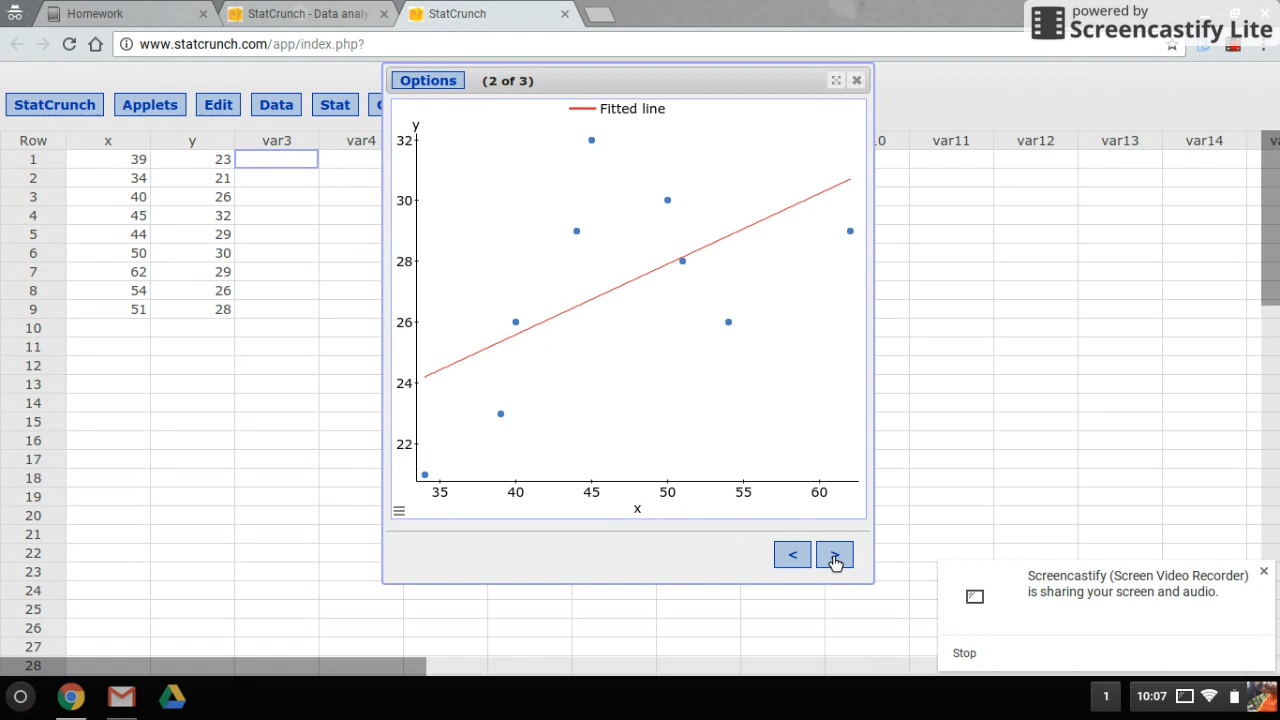 Homework
StatCrunch - Data analy
StatCrunch
powered by
Screencastify Lite
www.statcrunch.com/app/index.php?
Options (2 of 3)
StatCrunch Applets Edit Data Stat
Row x y var3 var4 var11 var12 var13 var14
1 39 23
2 34 21
3 40 26
4 45 32
5 44 29
6 50 30
7 62 29
8 54 26
9 51 28
10
11
12
13
14
15
16
17
18
19
20
21
22
23
24
25
26
27
28
Fitted line
y
32
30
28
26
24
22
35 40 45 50 55 60
x
< >
Screencastify (Screen Video Recorder)
is sharing your screen and audio.
Stop
1 10:07